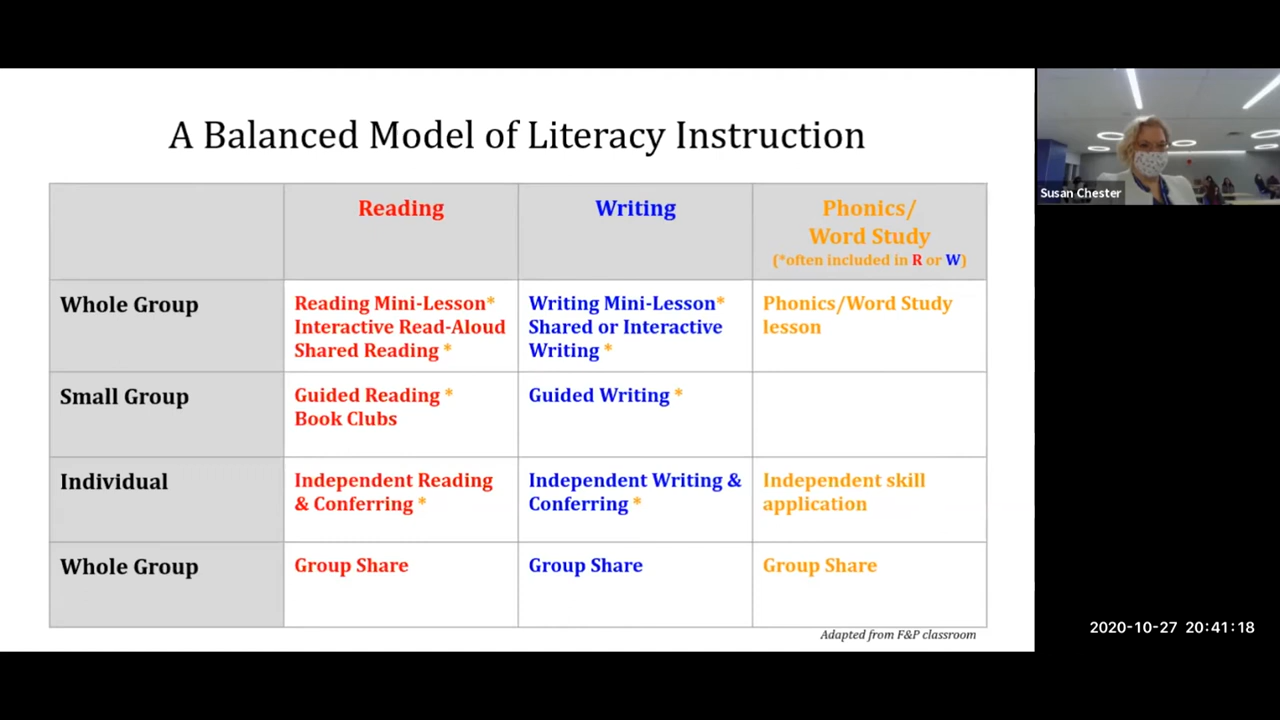 A Balanced Model of Literacy Instruction
Reading
Writing
Phonics/
Word Study
(*often included in R or W)
Whole Group
Reading Mini-Lesson*
Interactive Read-Aloud
Shared Reading *
Writing Mini-Lesson*
Shared or Interactive
Writing *
Phonics/Word Study
lesson
Small Group
Guided Reading *
Book Clubs
Guided Writing *
Individual
Independent Reading
& Conferring *
Independent Writing &
Conferring *
Independent skill
application
Whole Group
Group Share
Group Share
Group Share
Adapted from F&P classroom
Susan Chester
2020-10-27 20:41:18